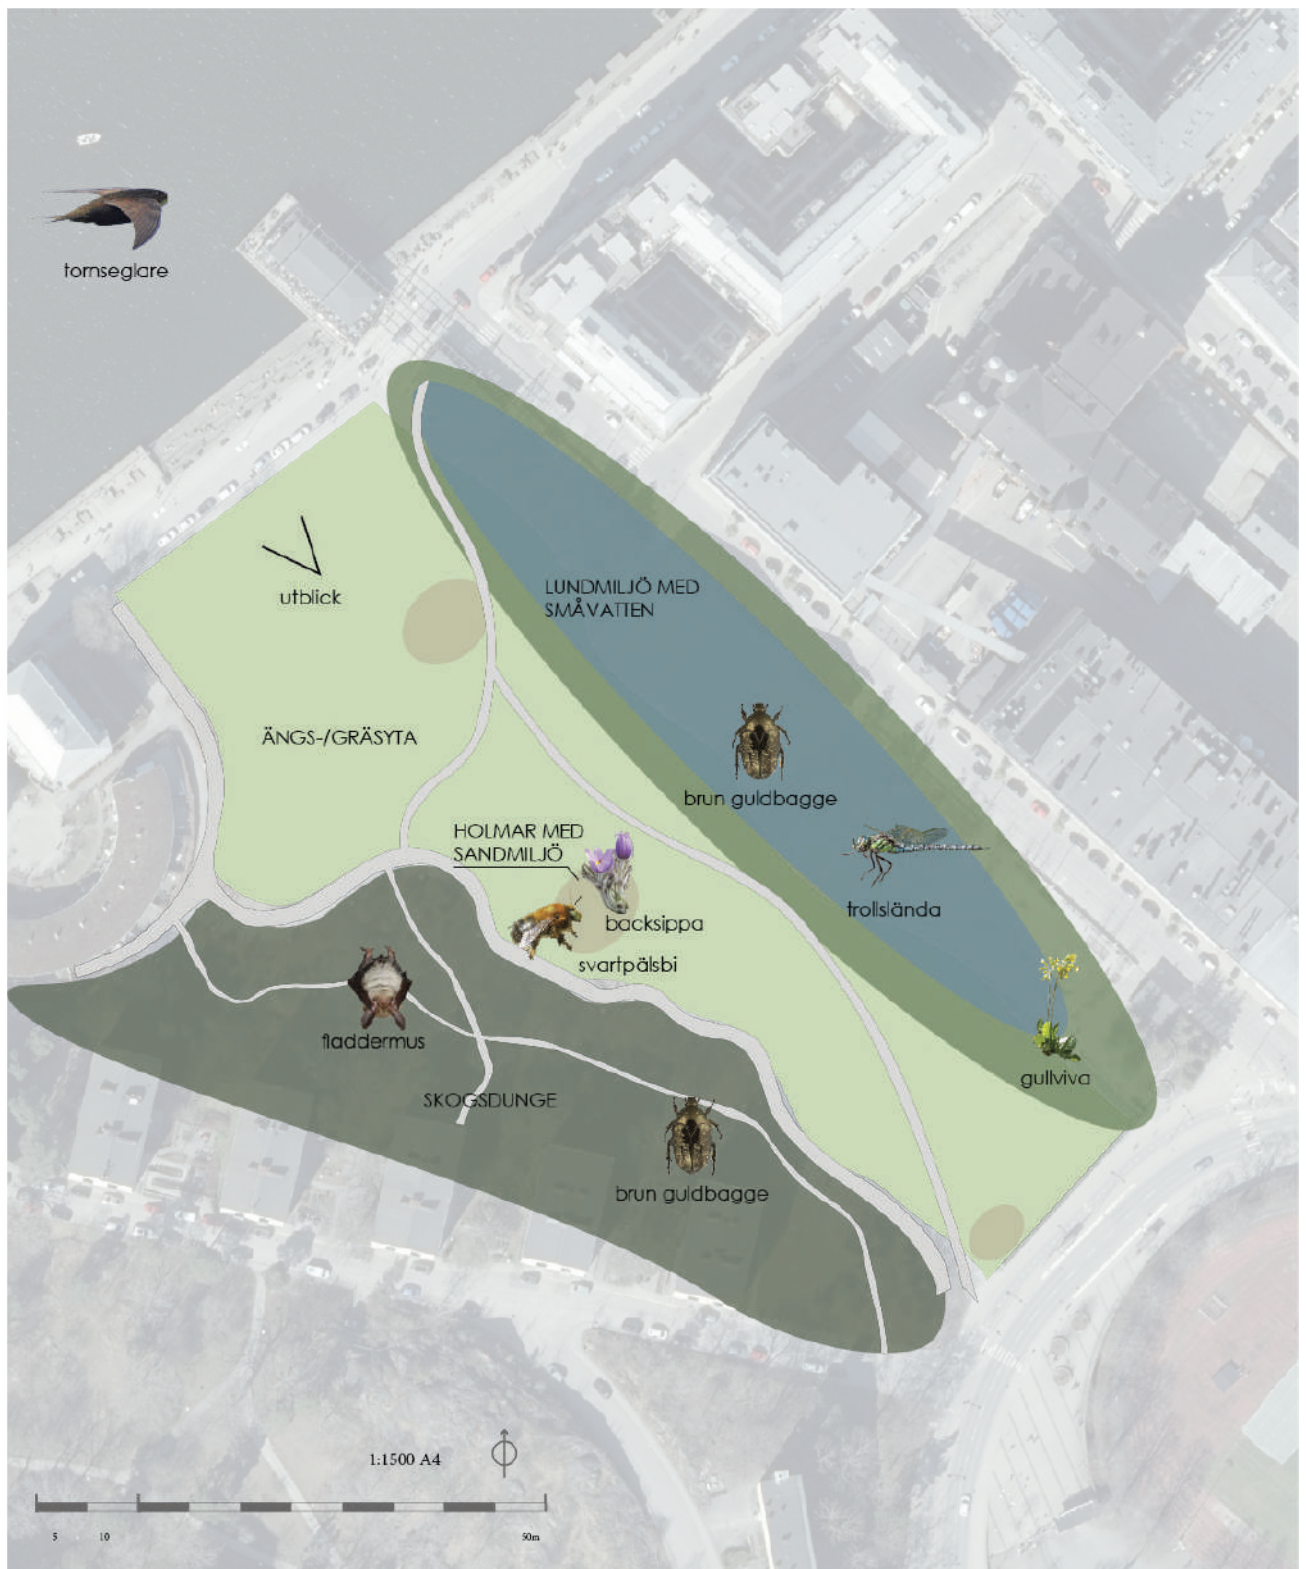 tornseglare
LUNDMILJÖ MED
SMÅVATTEN
utblick
ÄNGS-/GRÄSYTA
brun guldbagge
HOLMAR MED
SANDMILJÖ
trollslända
backsippa
svartpälsbi
fladdermus
gullviva
SKOGSDUNGE
brun guldbagge
1:1500 A4
5 10 50m